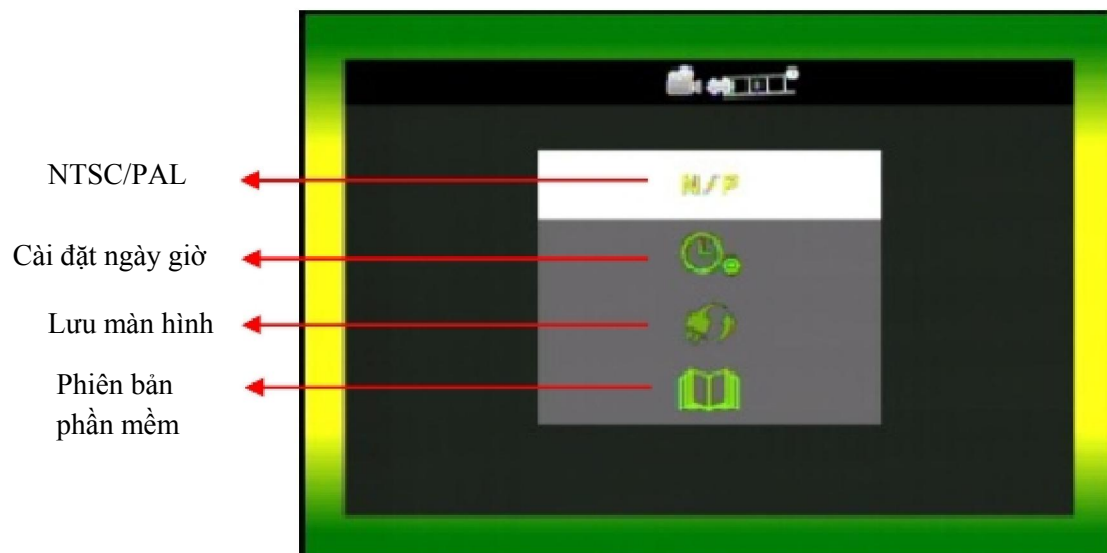 NTSC/PAL
N/P
Cài đặt ngày giờ
Lưu màn hình
Phiên bản
phần mềm